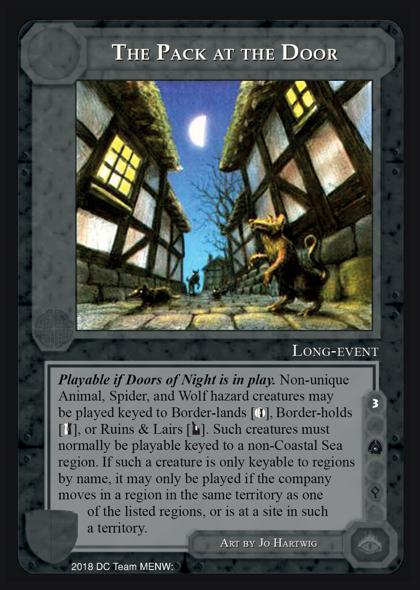 The Pack at the Door
Long-event
Playable if Doors of Night is in play. Non-unique
Animal, Spider, and Wolf hazard creatures may
be played keyed to Border-lands [ ], Border-holds
[ ], or Ruins & Lairs [ ]. Such creatures must
normally be playable keyed to a non-Coastal Sea
region. If such a creature is only keyable to regions
by name, it may only be played if the company
moves in a region in the same territory as one
of the listed regions, or is at a site in such
a territory.
3
Art by Jo Hartwig
2018 DC Team MENW: